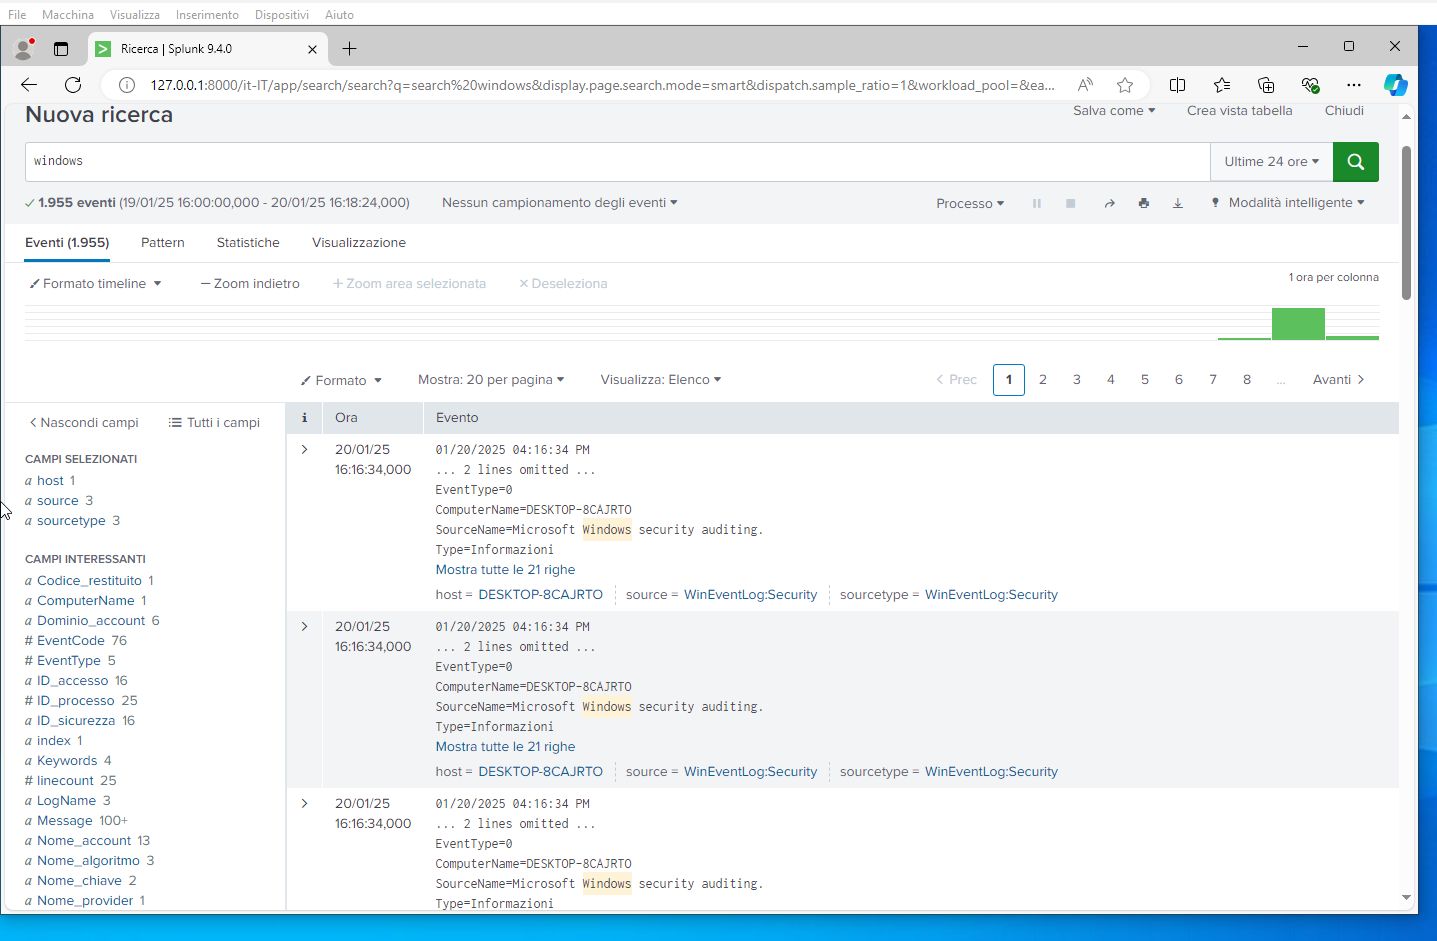 File Macchina Visualizza Inserimento Dispositivi Aiuto
Ricerca | Splunk 9.4.0
127.0.0.1:8000/it-IT/app/search/search?q=search%20windows&display.page.search.mode=smart&dispatch.sample_ratio=1&workload_pool=&ea...
Nuova ricerca
Salva come Crea vista tabella Chiudi
windows
Ultime 24 ore
1.955 eventi (19/01/25 16:00:00,000 - 20/01/25 16:18:24,000) Nessun campionamento degli eventi
Processo Modalità intelligente
Eventi (1.955) Pattern Statistiche Visualizzazione
Formato timeline — Zoom indietro + Zoom area selezionata × Deseleziona
1 ora per colonna
Formato Mostra: 20 per pagina Visualizza: Elenco
< Prec 1 2 3 4 5 6 7 8 ... Avanti >
< Nascondi campi Tutti i campi
CAMPI SELEZIONATI
a host 1
a source 3
a sourcetype 3
CAMPI INTERESSANTI
a Codice_restituito 1
a ComputerName 1
a Dominio_account 6
# EventCode 76
# EventType 5
a ID_accesso 16
# ID_processo 25
a ID_sicurezza 16
a index 1
a Keywords 4
# linecount 25
a LogName 3
a Message 100+
a Nome_account 13
a Nome_algoritmo 3
a Nome_chiave 2
a Nome_provider 1
i Ora Evento
> 20/01/25
16:16:34,000
01/20/2025 04:16:34 PM
... 2 lines omitted ...
EventType=0
ComputerName=DESKTOP-8CAJRTO
SourceName=Microsoft Windows security auditing.
Type=Informazioni
Mostra tutte le 21 righe
host = DESKTOP-8CAJRTO source = WinEventLog:Security sourcetype = WinEventLog:Security
> 20/01/25
16:16:34,000
01/20/2025 04:16:34 PM
... 2 lines omitted ...
EventType=0
ComputerName=DESKTOP-8CAJRTO
SourceName=Microsoft Windows security auditing.
Type=Informazioni
Mostra tutte le 21 righe
host = DESKTOP-8CAJRTO source = WinEventLog:Security sourcetype = WinEventLog:Security
> 20/01/25
16:16:34,000
01/20/2025 04:16:34 PM
... 2 lines omitted ...
EventType=0
ComputerName=DESKTOP-8CAJRTO
SourceName=Microsoft Windows security auditing.
Type=Informazioni